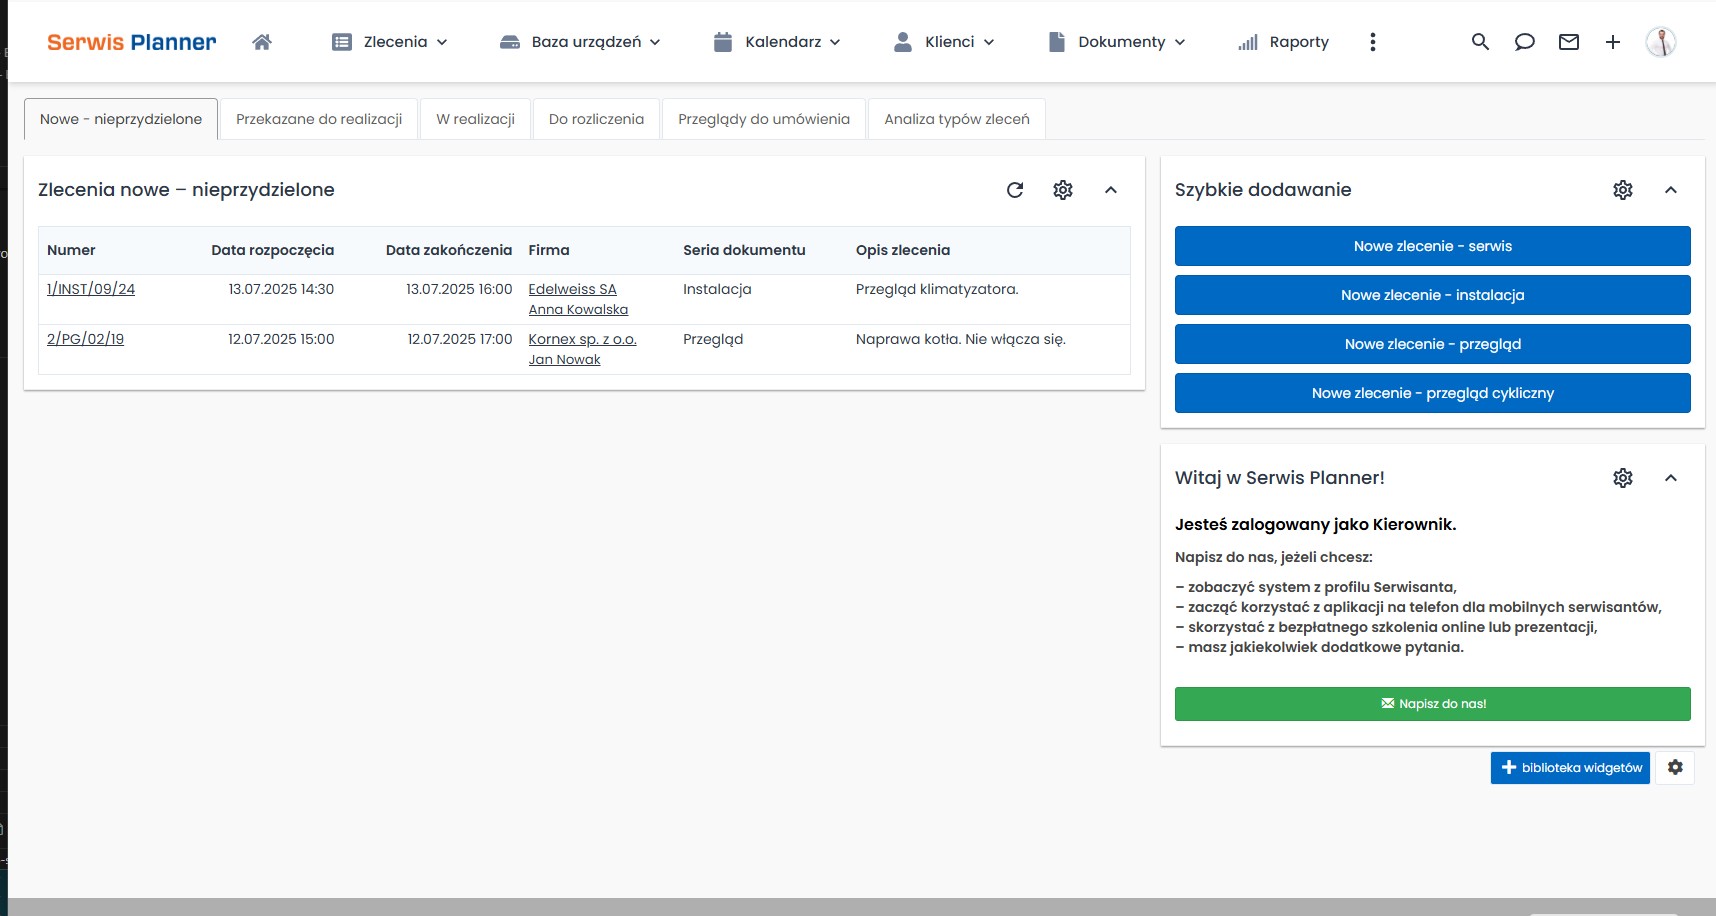 Serwis Planner
Zlecenia
Baza urządzeń
Kalendarz
Klienci
Dokumenty
Raporty
Nowe - nieprzydzielone
Przekazane do realizacji
W realizacji
Do rozliczenia
Przeglądy do umówienia
Analiza typów zleceń
Zlecenia nowe – nieprzydzielone
Numer Data rozpoczęcia Data zakończenia Firma Seria dokumentu Opis zlecenia
1/INST/09/24 13.07.2025 14:30 13.07.2025 16:00 Edelweiss SA Instalacja Przegląd klimatyzatora.
Anna Kowalska
2/PG/02/19 12.07.2025 15:00 12.07.2025 17:00 Kornex sp. z o.o. Przegląd Naprawa kotła. Nie włącza się.
Jan Nowak
Szybkie dodawanie
Nowe zlecenie - serwis
Nowe zlecenie - instalacja
Nowe zlecenie - przegląd
Nowe zlecenie - przegląd cykliczny
Witaj w Serwis Planner!
Jesteś zalogowany jako Kierownik.
Napisz do nas, jeżeli chcesz:
– zobaczyć system z profilu Serwisanta,
– zacząć korzystać z aplikacji na telefon dla mobilnych serwisantów,
– skorzystać z bezpłatnego szkolenia online lub prezentacji,
– masz jakiekolwiek dodatkowe pytania.
Napisz do nas!
biblioteka widgetów